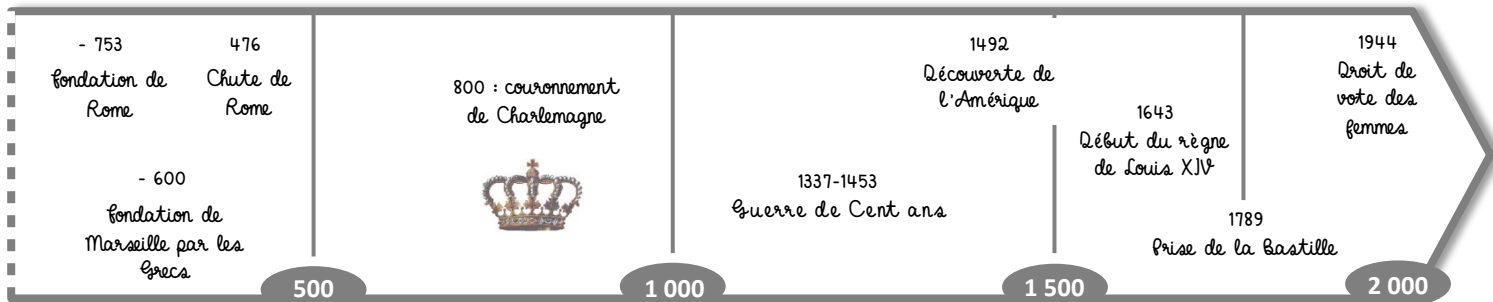 - 753
fondation de
Rome
476
Chute de
Rome
- 600
fondation de
Marseille par les
Grecs
800 : couronnement
de Charlemagne
1337-1453
Guerre de Cent ans
1492
Découverte de
l'Amérique
1643
Début du règne
de Louis XIV
1789
Prise de la Bastille
1944
Droit de
vote des
femmes
500
1 000
1 500
2 000